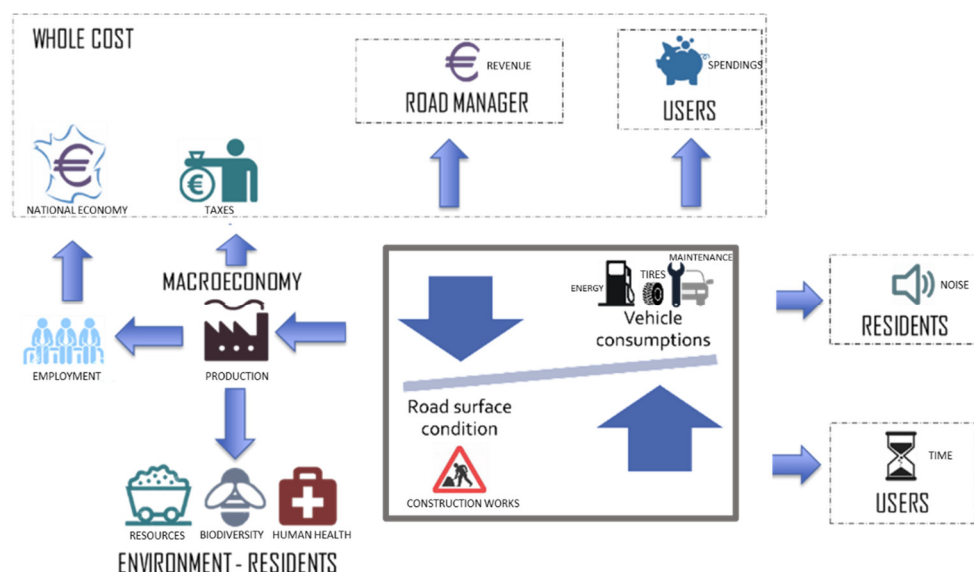 WHOLE COST
REVENUE
ROAD MANAGER
SPENDINGS
USERS
NATIONAL ECONOMY
TAXES
MACROECONOMY
EMPLOYMENT
PRODUCTION
MAINTENANCE
TIRES
ENERGY
Vehicle
consumptions
Road surface
condition
CONSTRUCTION WORKS
NOISE
RESIDENTS
TIME
USERS
RESOURCES
BIODIVERSITY
HUMAN HEALTH
ENVIRONMENT - RESIDENTS